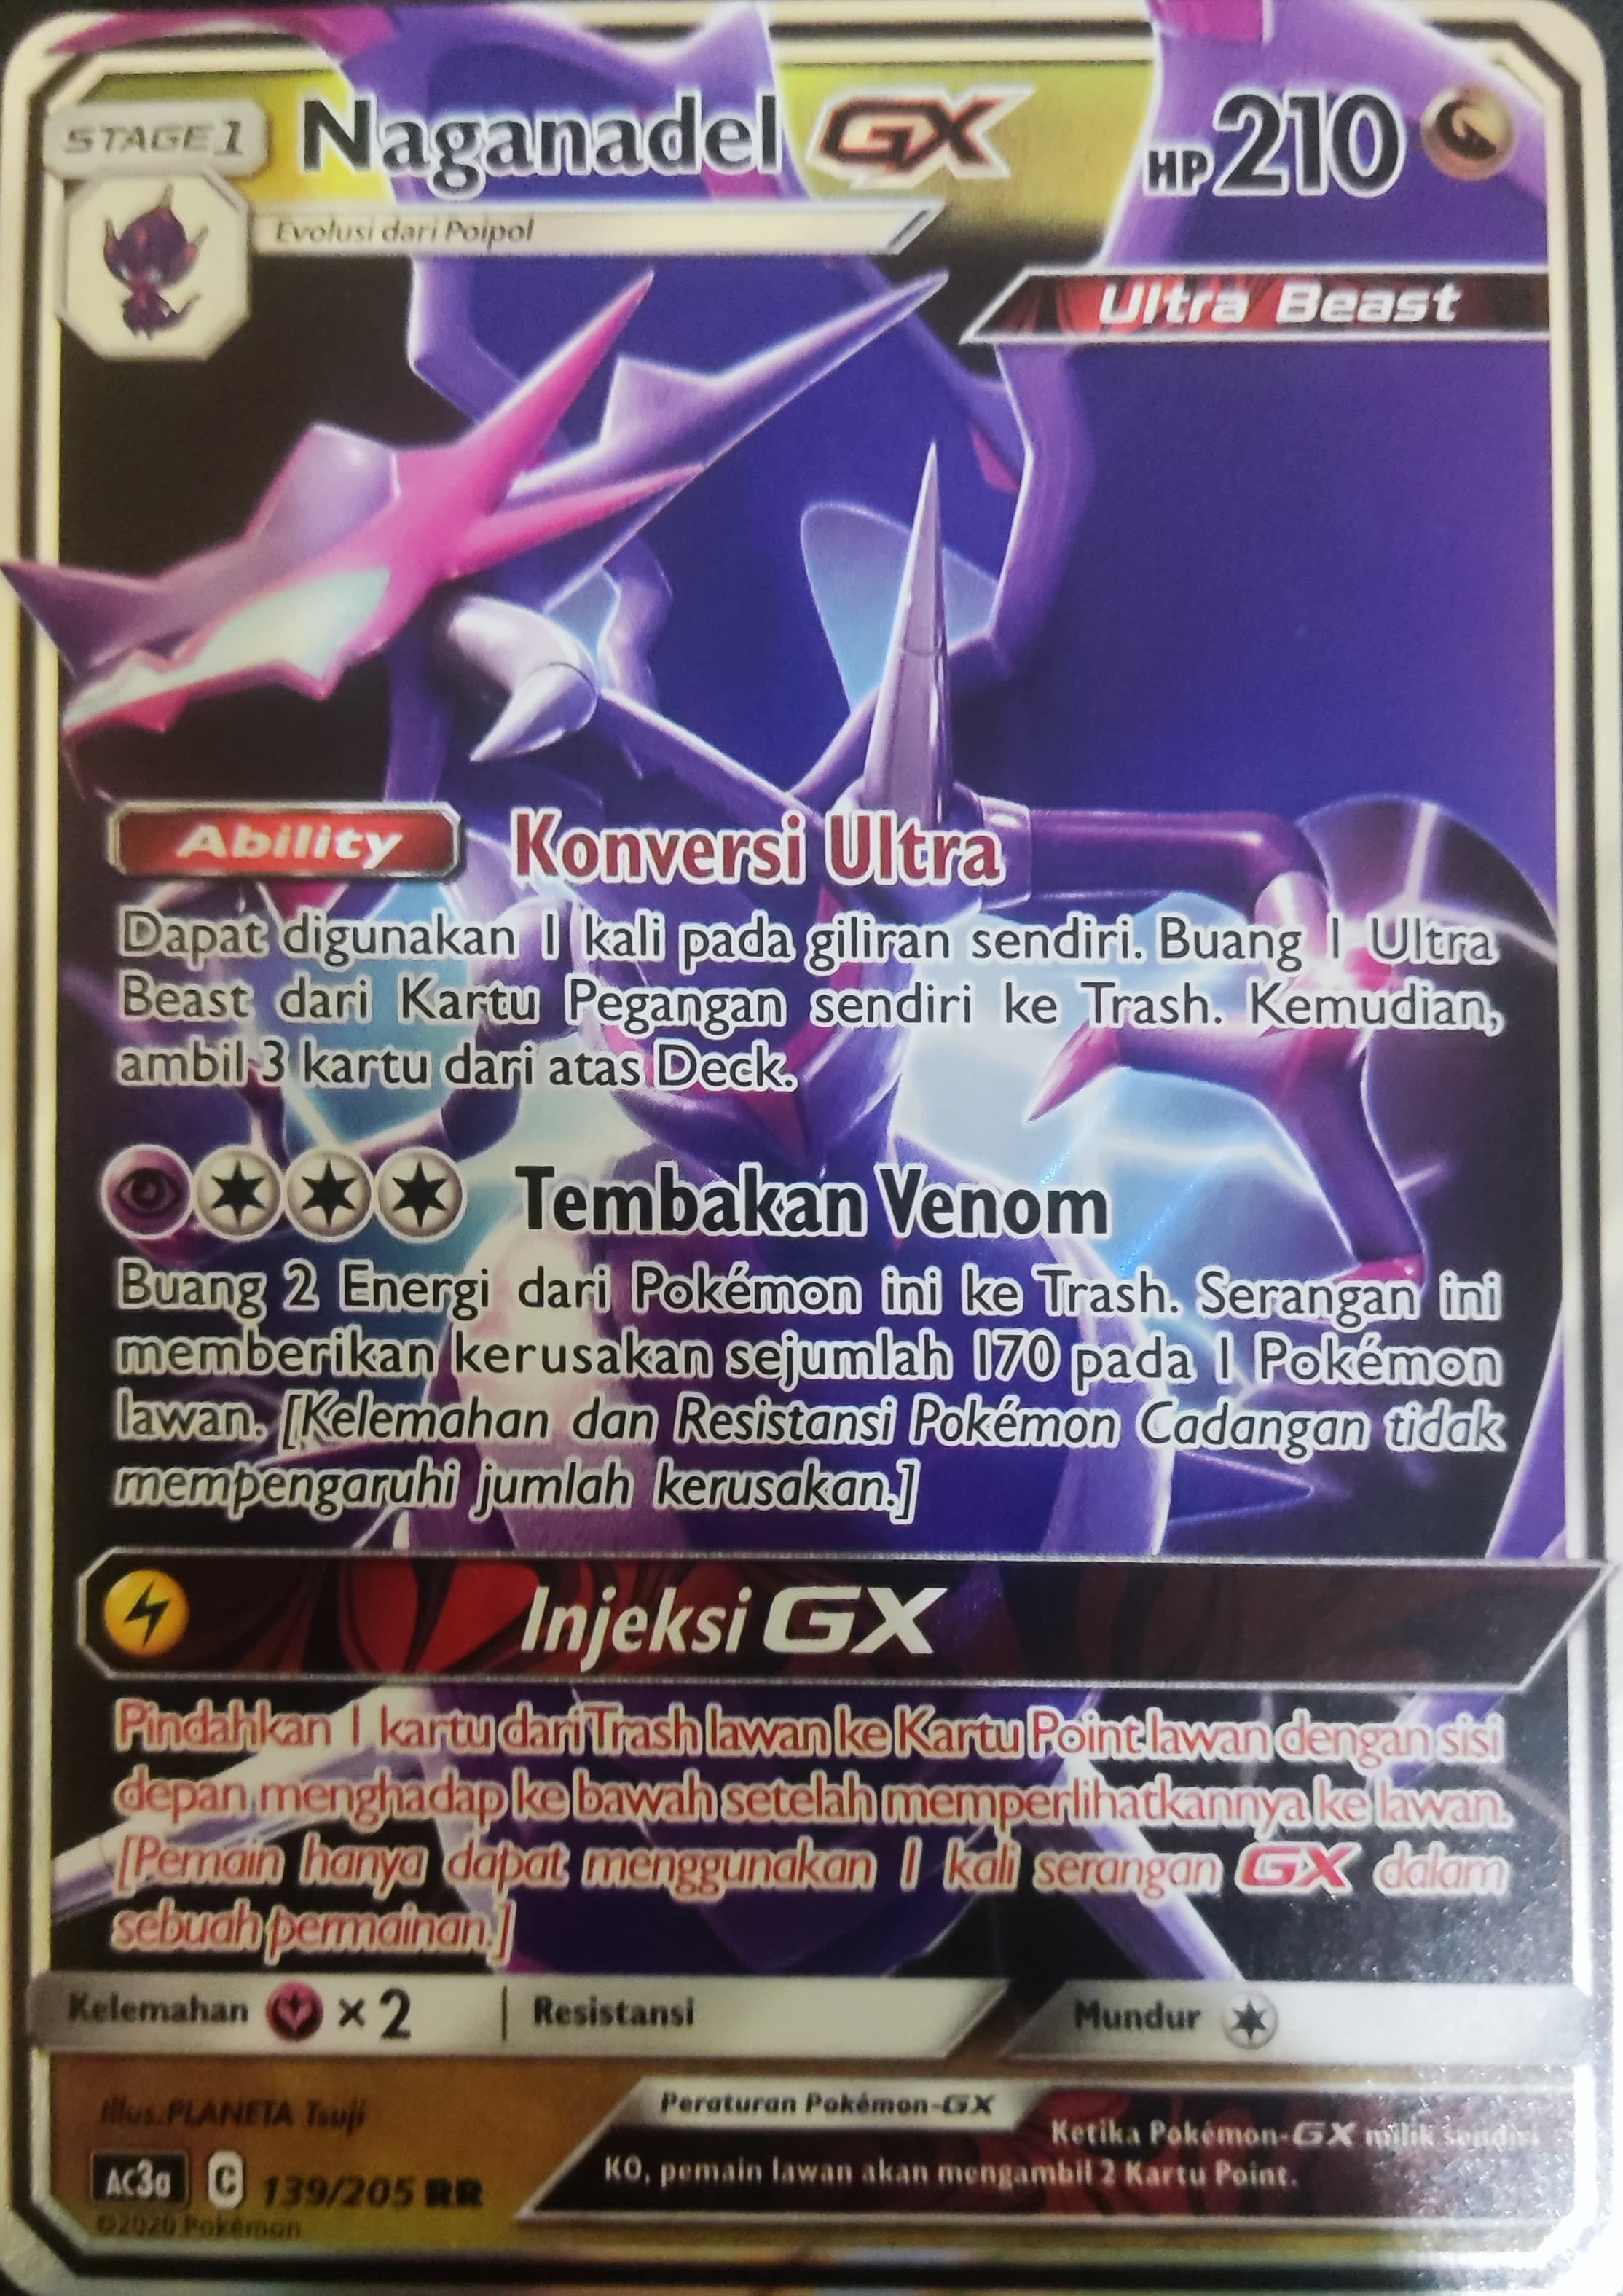 STAGE 1 Naganadel GX HP 210
Evolusi dari Poipol
Ultra Beast
Ability Konversi Ultra
Dapat digunakan 1 kali pada giliran sendiri. Buang 1 Ultra
Beast dari Kartu Pegangan sendiri ke Trash. Kemudian,
ambil 3 kartu dari atas Deck.
Tembakan Venom
Buang 2 Energi dari Pokémon ini ke Trash. Serangan ini
memberikan kerusakan sejumlah 170 pada 1 Pokémon
lawan. [Kelemahan dan Resistansi Pokémon Cadangan tidak
mempengaruhi jumlah kerusakan.]
Injeksi GX
Pindahkan 1 kartu dari Trash lawan ke Kartu Point lawan dengan sisi
depan menghadap ke bawah setelah memperlihatkannya ke lawan.
[Pemain hanya dapat menggunakan 1 kali serangan GX dalam
sebuah permainan.]
Kelemahan × 2 Resistansi Mundur
Illus.PLANETA Tsuji
Peraturan Pokémon-GX
Ketika Pokémon-GX milik sendiri
KO, pemain lawan akan mengambil 2 Kartu Point.
AC3a C 139/205 RR
©2020 Pokémon